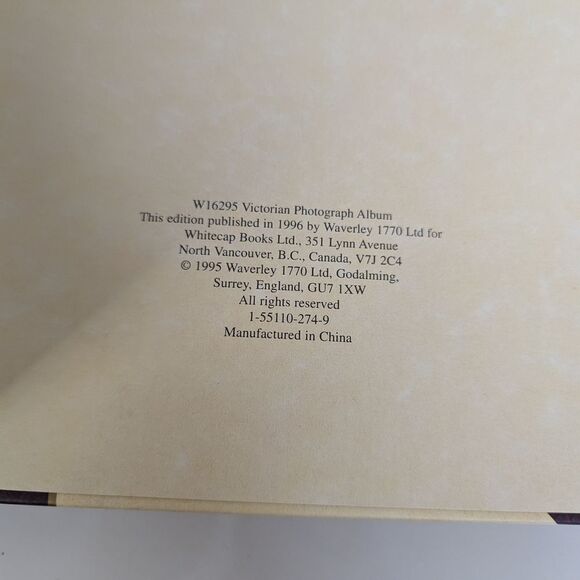 W16295 Victorian Photograph Album
This edition published in 1996 by Waverley 1770 Ltd for
Whitecap Books Ltd., 351 Lynn Avenue
North Vancouver, B.C., Canada, V7J 2C4
© 1995 Waverley 1770 Ltd, Godalming,
Surrey, England, GU7 1XW
All rights reserved
1-55110-274-9
Manufactured in China